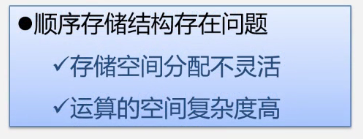 ●顺序存储结构存在问题
✓存储空间分配不灵活
✓运算的空间复杂度高